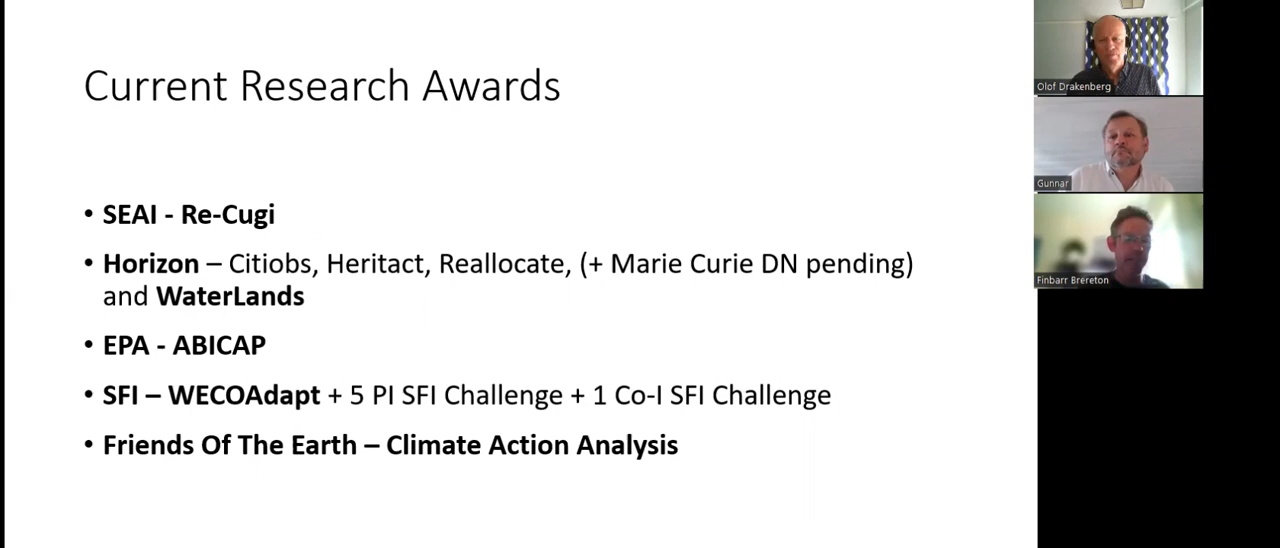 Current Research Awards
• SEAI - Re-Cugi
• Horizon – Citiobs, Heritact, Reallocate, (+ Marie Curie DN pending)
and WaterLands
• EPA - ABICAP
• SFI – WECOAdapt + 5 PI SFI Challenge + 1 Co-I SFI Challenge
• Friends Of The Earth – Climate Action Analysis
Olof Drakenberg
Gunnar
Finbarr Brereton